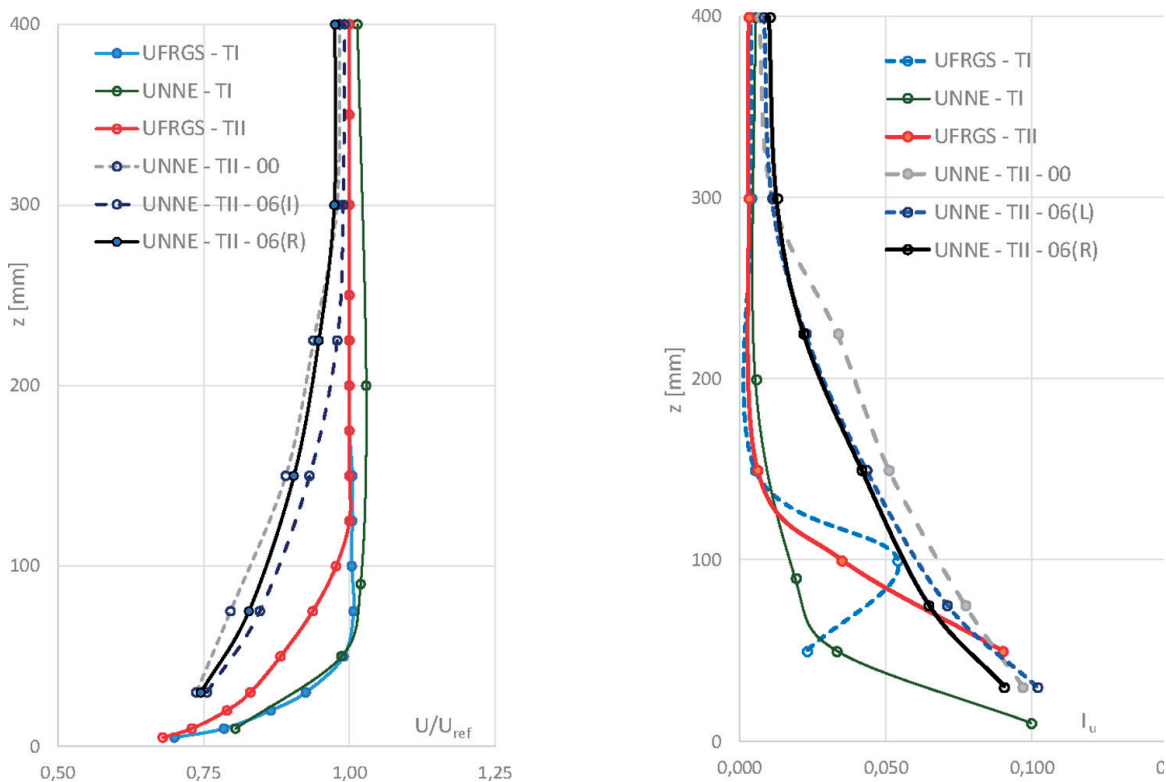 400
300
200
100
0
z [mm]
UFRGS - TI
UNNE - TI
UFRGS - TII
UNNE - TII - 00
UNNE - TII - 06(I)
UNNE - TII - 06(R)
U/Uref
0,50
0,75
1,00
1,25
400
300
200
100
0
z [mm]
UFRGS - TI
UNNE - TI
UFRGS - TII
UNNE - TII - 00
UNNE - TII - 06(L)
UNNE - TII - 06(R)
Iu
0,000
0,050
0,100